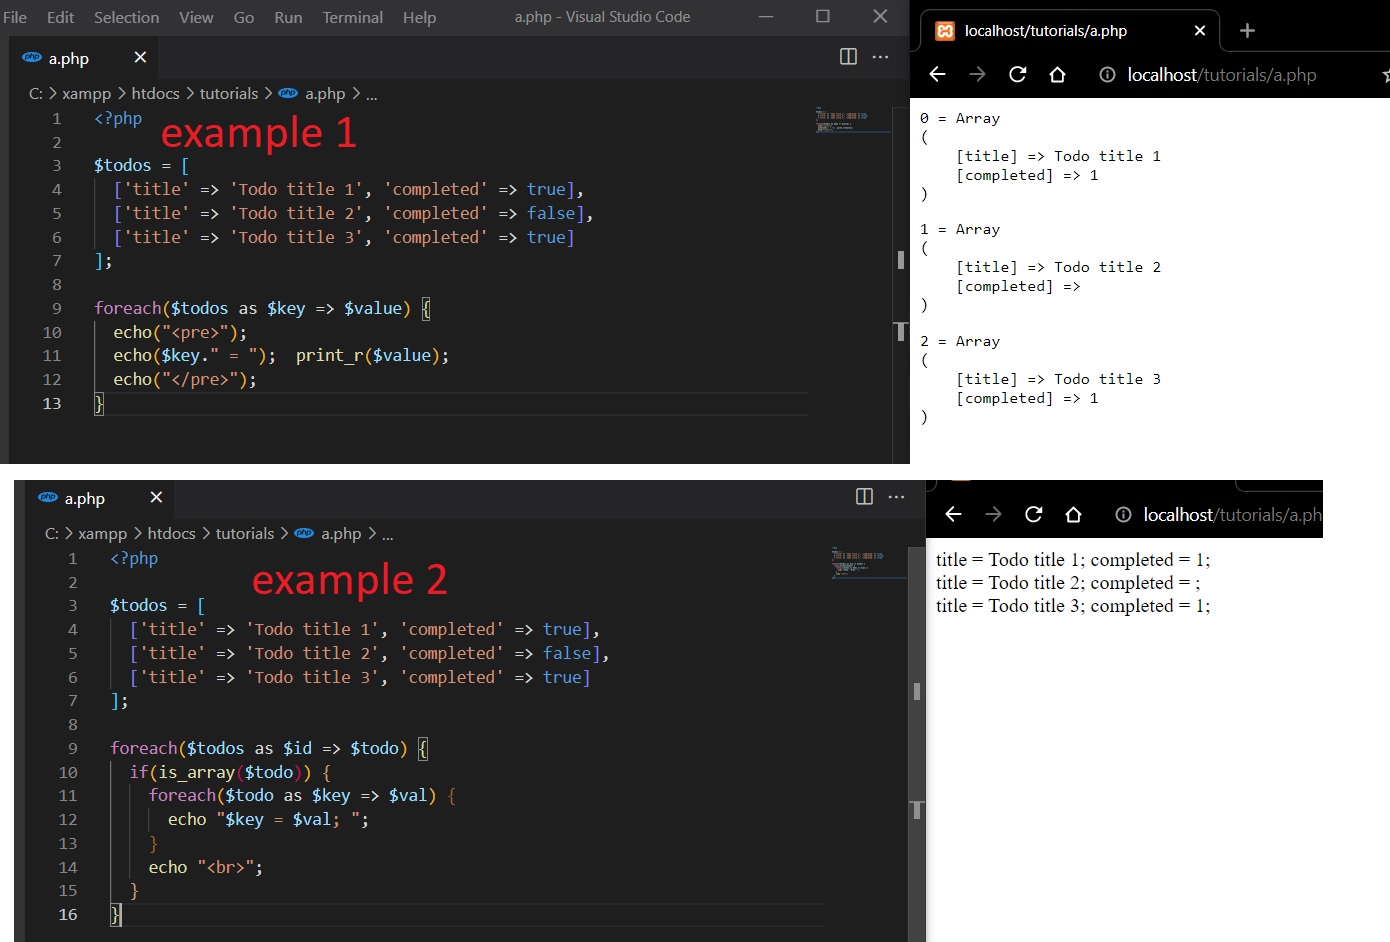 File Edit Selection View Go Run Terminal Help a.php - Visual Studio Code
php a.php
C: > xampp > htdocs > tutorials > php a.php > ...
example 1
1 <?php
2
3 $todos = [
4 ['title' => 'Todo title 1', 'completed' => true],
5 ['title' => 'Todo title 2', 'completed' => false],
6 ['title' => 'Todo title 3', 'completed' => true]
7 ];
8
9 foreach($todos as $key => $value) {
10 echo("<pre>");
11 echo($key." = "); print_r($value);
12 echo("</pre>");
13 }
localhost/tutorials/a.php
localhost/tutorials/a.php
0 = Array
(
[title] => Todo title 1
[completed] => 1
)
1 = Array
(
[title] => Todo title 2
[completed] =>
)
2 = Array
(
[title] => Todo title 3
[completed] => 1
)
php a.php
C: > xampp > htdocs > tutorials > php a.php > ...
example 2
1 <?php
2
3 $todos = [
4 ['title' => 'Todo title 1', 'completed' => true],
5 ['title' => 'Todo title 2', 'completed' => false],
6 ['title' => 'Todo title 3', 'completed' => true]
7 ];
8
9 foreach($todos as $id => $todo) {
10 if(is_array($todo)) {
11 foreach($todo as $key => $val) {
12 echo "$key = $val; ";
13 }
14 echo "<br>";
15 }
16 }
localhost/tutorials/a.ph
title = Todo title 1; completed = 1;
title = Todo title 2; completed = ;
title = Todo title 3; completed = 1;